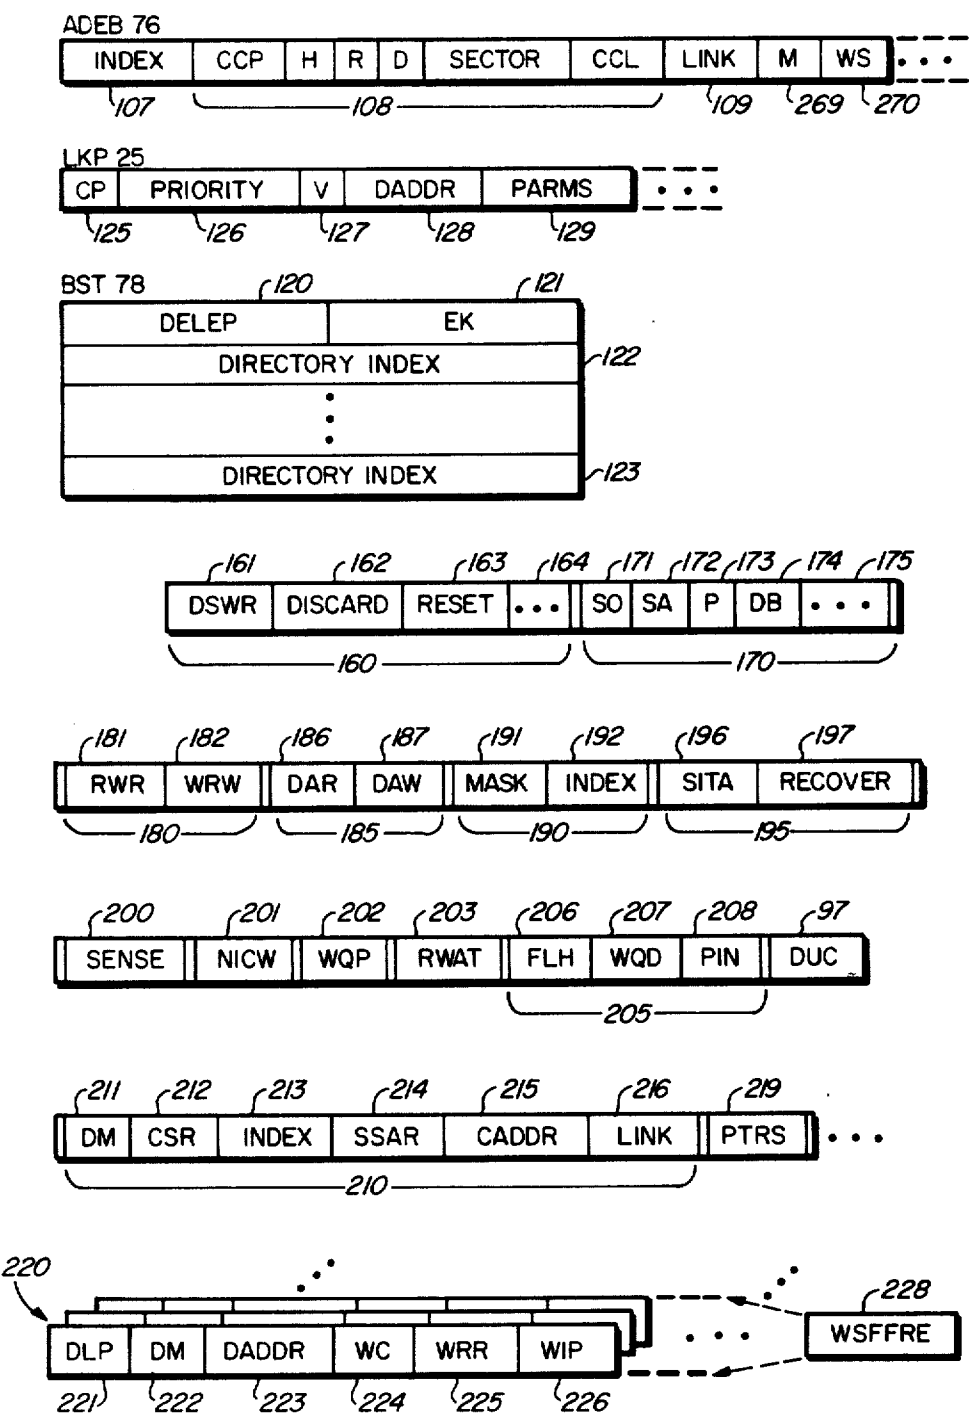 ADEB 76
INDEX CCP H R D SECTOR CCL LINK M WS
107 108 109 269 270
LKP 25
CP PRIORITY V DADDR PARMS
125 126 127 128 129
BST 78 120 121
DELEP EK
DIRECTORY INDEX 122
DIRECTORY INDEX 123
161 162 163 164 171 172 173 174 175
DSWR DISCARD RESET SO SA P DB
160 170
181 182 186 187 191 192 196 197
RWR WRW DAR DAW MASK INDEX SITA RECOVER
180 185 190 195
200 201 202 203 206 207 208 97
SENSE NICW WQP RWAT FLH WQD PIN DUC
205
211 212 213 214 215 216 219
DM CSR INDEX SSAR CADDR LINK PTRS
210
220 228
DLP DM DADDR WC WRR WIP WSFFRE
221 222 223 224 225 226